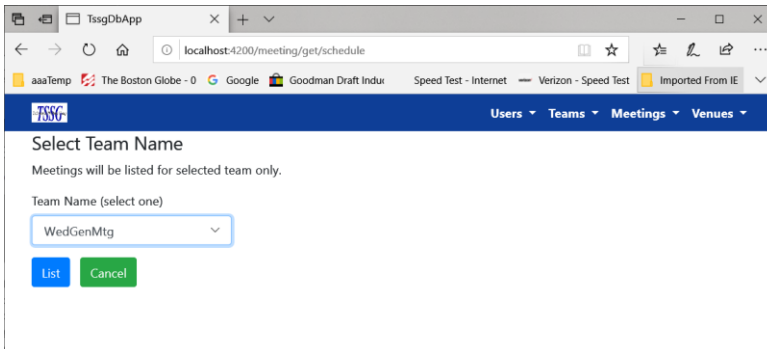 TssgDbApp
localhost:4200/meeting/get/schedule
aaaTemp The Boston Globe - 0 G Google Goodman Draft Induc Speed Test - Internet Verizon - Speed Test Imported From IE
TSSG Users Teams Meetings Venues
Select Team Name
Meetings will be listed for selected team only.
Team Name (select one)
WedGenMtg
List Cancel